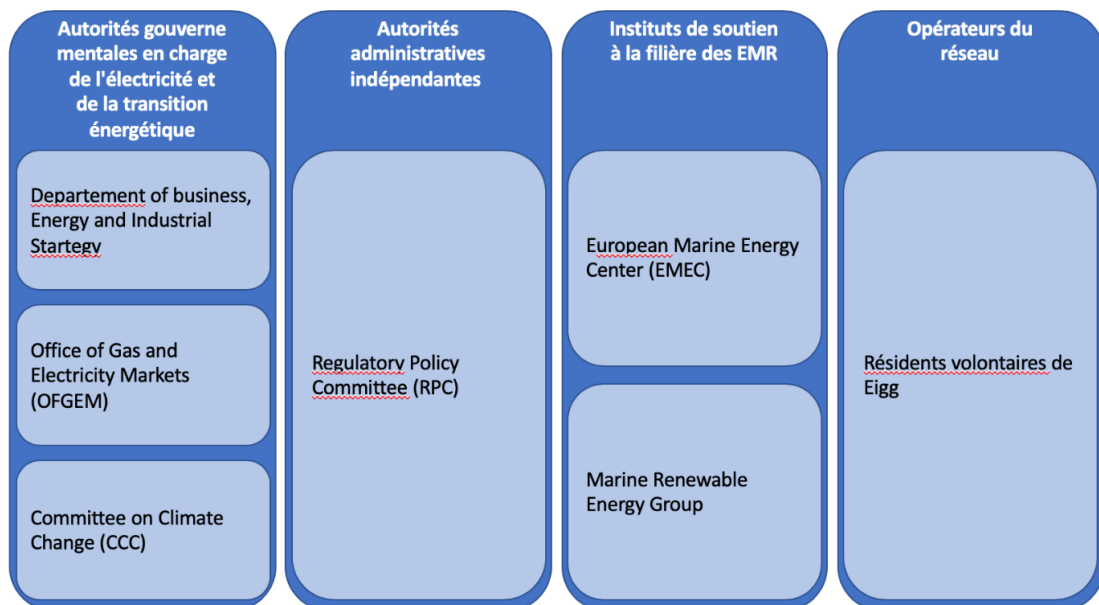 Autorités gouverne
mentales en charge
de l'électricité et
de la transition
énergétique
Departement of business,
Energy and Industrial
Startegy
Office of Gas and
Electricity Markets
(OFGEM)
Committee on Climate
Change (CCC)
Autorités
administratives
indépendantes
Regulatory Policy
Committee (RPC)
Instituts de soutien
à la filière des EMR
European Marine Energy
Center (EMEC)
Marine Renewable
Energy Group
Opérateurs du
réseau
Résidents volontaires de
Eigg